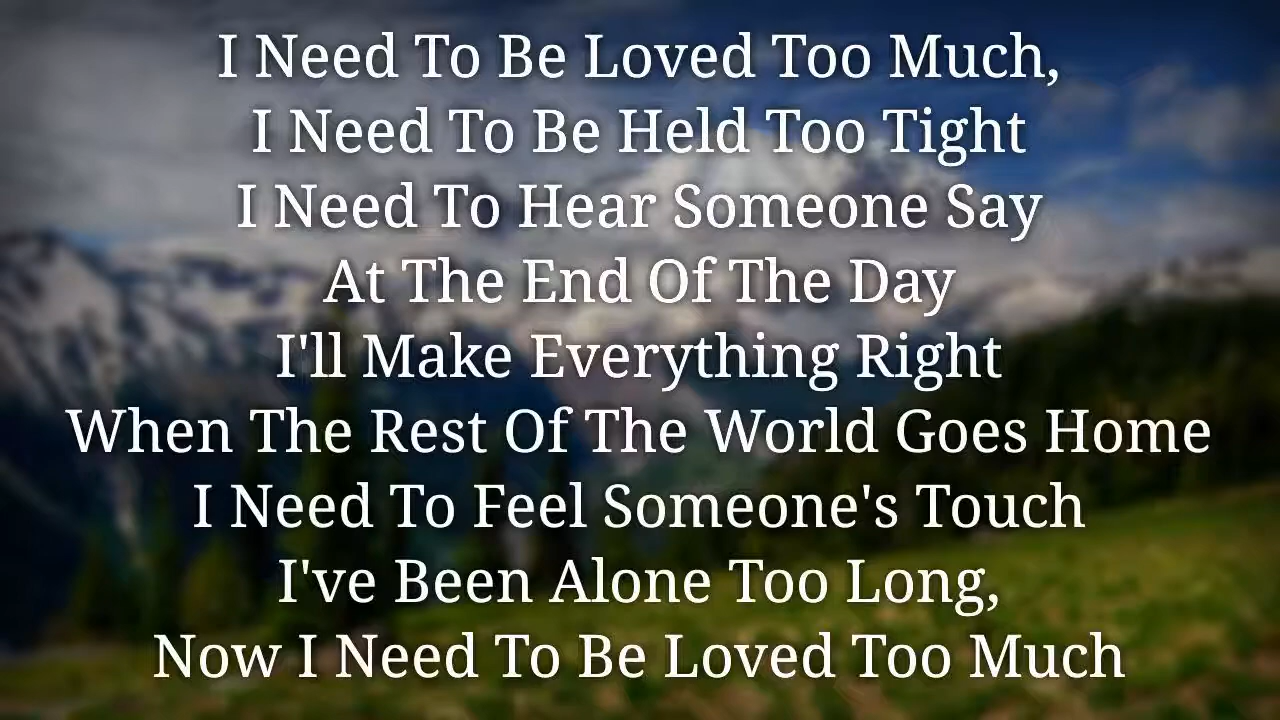 I Need To Be Loved Too Much,
I Need To Be Held Too Tight
I Need To Hear Someone Say
At The End Of The Day
I'll Make Everything Right
When The Rest Of The World Goes Home
I Need To Feel Someone's Touch
I've Been Alone Too Long,
Now I Need To Be Loved Too Much